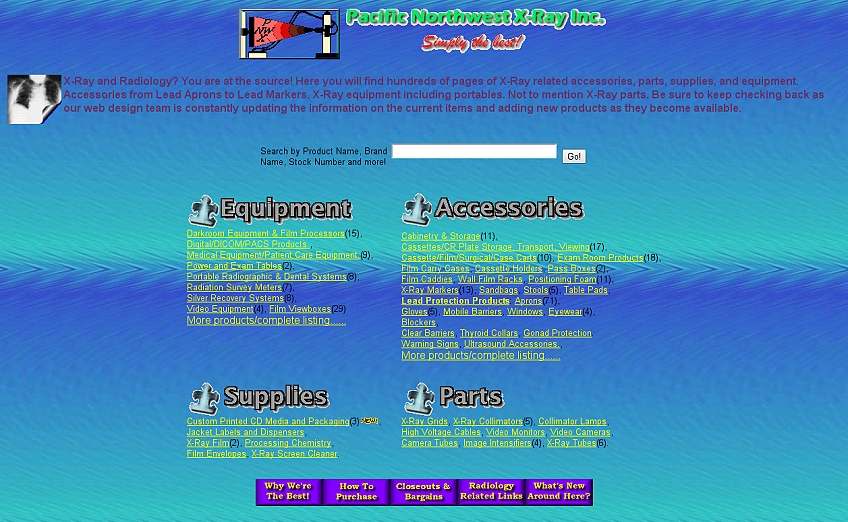 Pacific Northwest X-Ray Inc.
Simply the best!
X-Ray and Radiology? You are at the source! Here you will find hundreds of pages of X-Ray related accessories, parts, supplies, and equipment.
Accessories from Lead Aprons to Lead Markers, X-Ray equipment including portables. Not to mention X-Ray parts. Be sure to keep checking back as
our web design team is constantly updating the information on the current items and adding new products as they become available.
Search by Product Name, Brand
Name, Stock Number and more!
Go!
Equipment
Darkroom Equipment & Film Processors(15),
Digital/DICOM/PACS Products, ,
Medical Equipment/Patient Care Equipment,(9),
Power and Exam Tables(2),
Portable Radiographic & Dental Systems(8),
Radiation Survey Meters(7),
Silver Recovery Systems(8),
Video Equipment(4), Film Viewboxes(29)
More products/complete listing......
Accessories
Cabinetry & Storage(11),
Cassettes/CR Plate Storage, Transport, Viewing(17),
Cassette/Film/Surgical/Case Carts(10), Exam Room Products(18),
Film Carry Cases, Cassette Holders, Pass Boxes(2),
Film Caddies, Wall Film Racks, Positioning Foam(11),
X-Ray Markers(13), Sandbags, Stools(5), Table Pads,
Lead Protection Products, Aprons(71),
Gloves(5), Mobile Barriers, Windows, Eyewear(4),
Blockers,
Clear Barriers, Thyroid Collars, Gonad Protection
Warning Signs, Ultrasound Accessories, ,
More products/complete listing......
Supplies
Custom Printed CD Media and Packaging(3) NEW!,
Jacket Labels and Dispensers,
X-Ray Film(2), Processing Chemistry,
Film Envelopes, X-Ray Screen Cleaner,
Parts
X-Ray Grids, X-Ray Collimators(5), Collimator Lamps,
High Voltage Cables, Video Monitors, Video Cameras,
Camera Tubes, Image Intensifiers(4), X-Ray Tubes(6),
Why We're The Best!
How To Purchase
Closeouts & Bargains
Radiology Related Links
What's New Around Here?